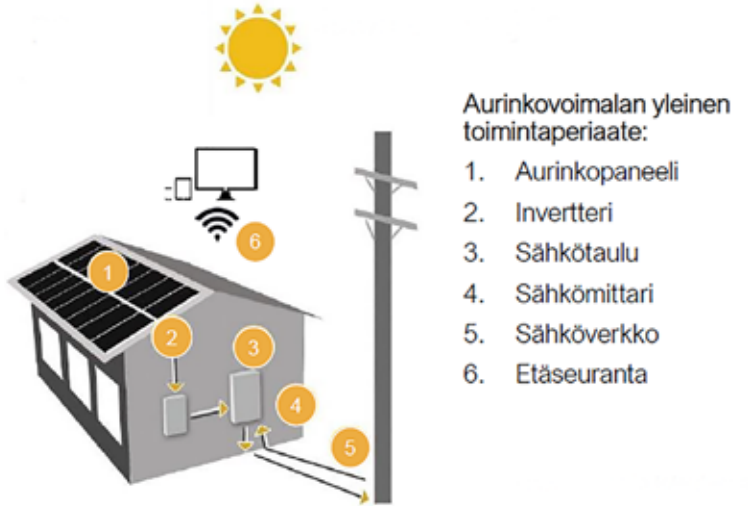 Aurinkovoimalan yleinen
toimintaperiaate:
1. Aurinkopaneeli
2. Invertteri
3. Sähkötaulu
4. Sähkömittari
5. Sähköverkko
6. Etäseuranta
6
1
2
3
4
5